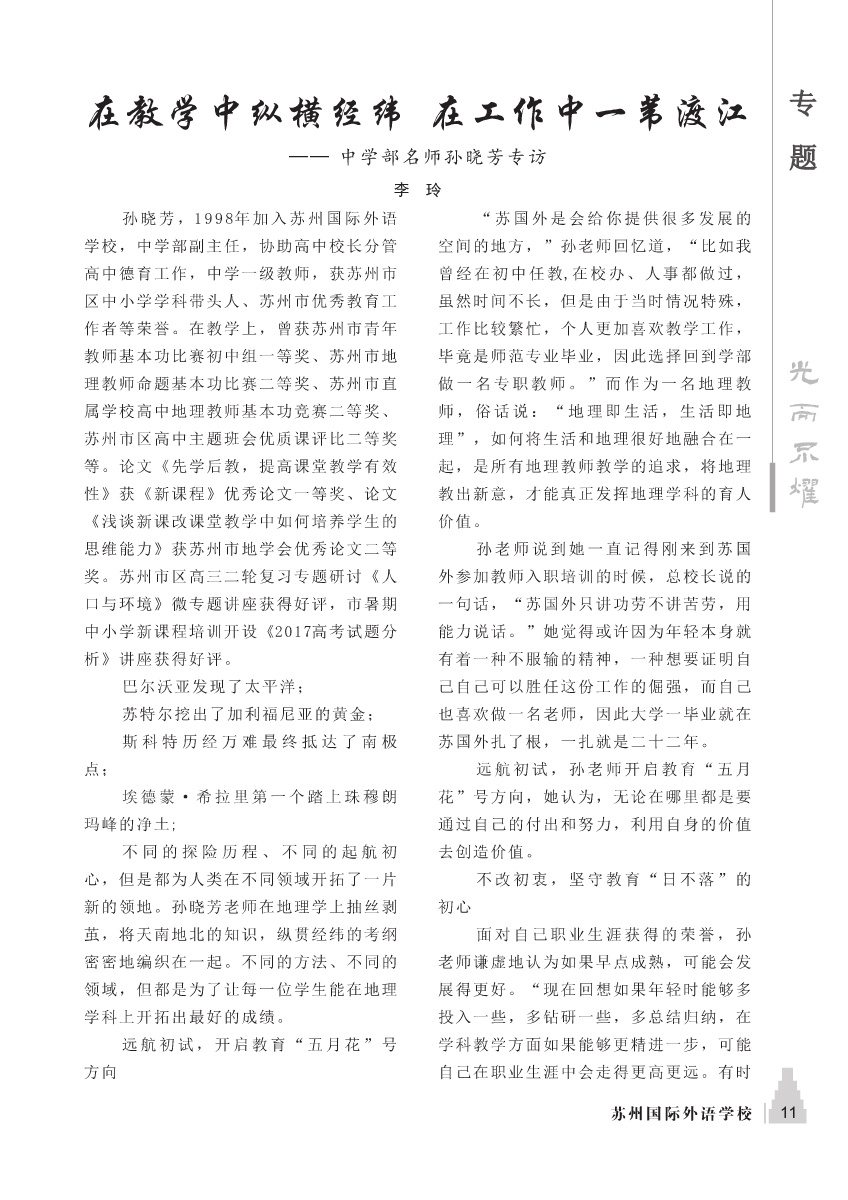 在教学中纵横经纬 在工作中一苇渡江
—— 中学部名师孙晓芳专访
李 玲
孙晓芳，1998年加入苏州国际外语
学校，中学部副主任，协助高中校长分管
高中德育工作，中学一级教师，获苏州市
区中小学学科带头人、苏州市优秀教育工
作者等荣誉。在教学上，曾获苏州市青年
教师基本功比赛初中组一等奖、苏州市地
理教师命题基本功比赛二等奖、苏州市直
属学校高中地理教师基本功竞赛二等奖、
苏州市区高中主题班会优质课评比二等奖
等。论文《先学后教，提高课堂教学有效
性》获《新课程》优秀论文一等奖、论文
《浅谈新课改课堂教学中如何培养学生的
思维能力》获苏州市地学会优秀论文二等
奖。苏州市区高三二轮复习专题研讨《人
口与环境》微专题讲座获得好评，市暑期
中小学新课程培训开设《2017高考试题分
析》讲座获得好评。
巴尔沃亚发现了太平洋；
苏特尔挖出了加利福尼亚的黄金；
斯科特历经万难最终抵达了南极
点；
埃德蒙·希拉里第一个踏上珠穆朗
玛峰的净土;
不同的探险历程、不同的起航初
心，但是都为人类在不同领域开拓了一片
新的领地。孙晓芳老师在地理学上抽丝剥
茧，将天南地北的知识，纵贯经纬的考纲
密密地编织在一起。不同的方法、不同的
领域，但都是为了让每一位学生能在地理
学科上开拓出最好的成绩。
远航初试，开启教育“五月花”号
方向
“苏国外是会给你提供很多发展的
空间的地方，”孙老师回忆道，“比如我
曾经在初中任教,在校办、人事都做过，
虽然时间不长，但是由于当时情况特殊，
工作比较繁忙，个人更加喜欢教学工作，
毕竟是师范专业毕业，因此选择回到学部
做一名专职教师。”而作为一名地理教
师，俗话说：“地理即生活，生活即地
理”，如何将生活和地理很好地融合在一
起，是所有地理教师教学的追求，将地理
教出新意，才能真正发挥地理学科的育人
价值。
孙老师说到她一直记得刚来到苏国
外参加教师入职培训的时候，总校长说的
一句话，“苏国外只讲功劳不讲苦劳，用
能力说话。”她觉得或许因为年轻本身就
有着一种不服输的精神，一种想要证明自
己自己可以胜任这份工作的倔强，而自己
也喜欢做一名老师，因此大学一毕业就在
苏国外扎了根，一扎就是二十二年。
远航初试，孙老师开启教育“五月
花”号方向，她认为，无论在哪里都是要
通过自己的付出和努力，利用自身的价值
去创造价值。
不改初衷，坚守教育“日不落”的
初心
面对自己职业生涯获得的荣誉，孙
老师谦虚地认为如果早点成熟，可能会发
展得更好。“现在回想如果年轻时能够多
投入一些，多钻研一些，多总结归纳，在
学科教学方面如果能够更精进一步，可能
自己在职业生涯中会走得更高更远。有时
专题
光而不耀
苏州国际外语学校 11